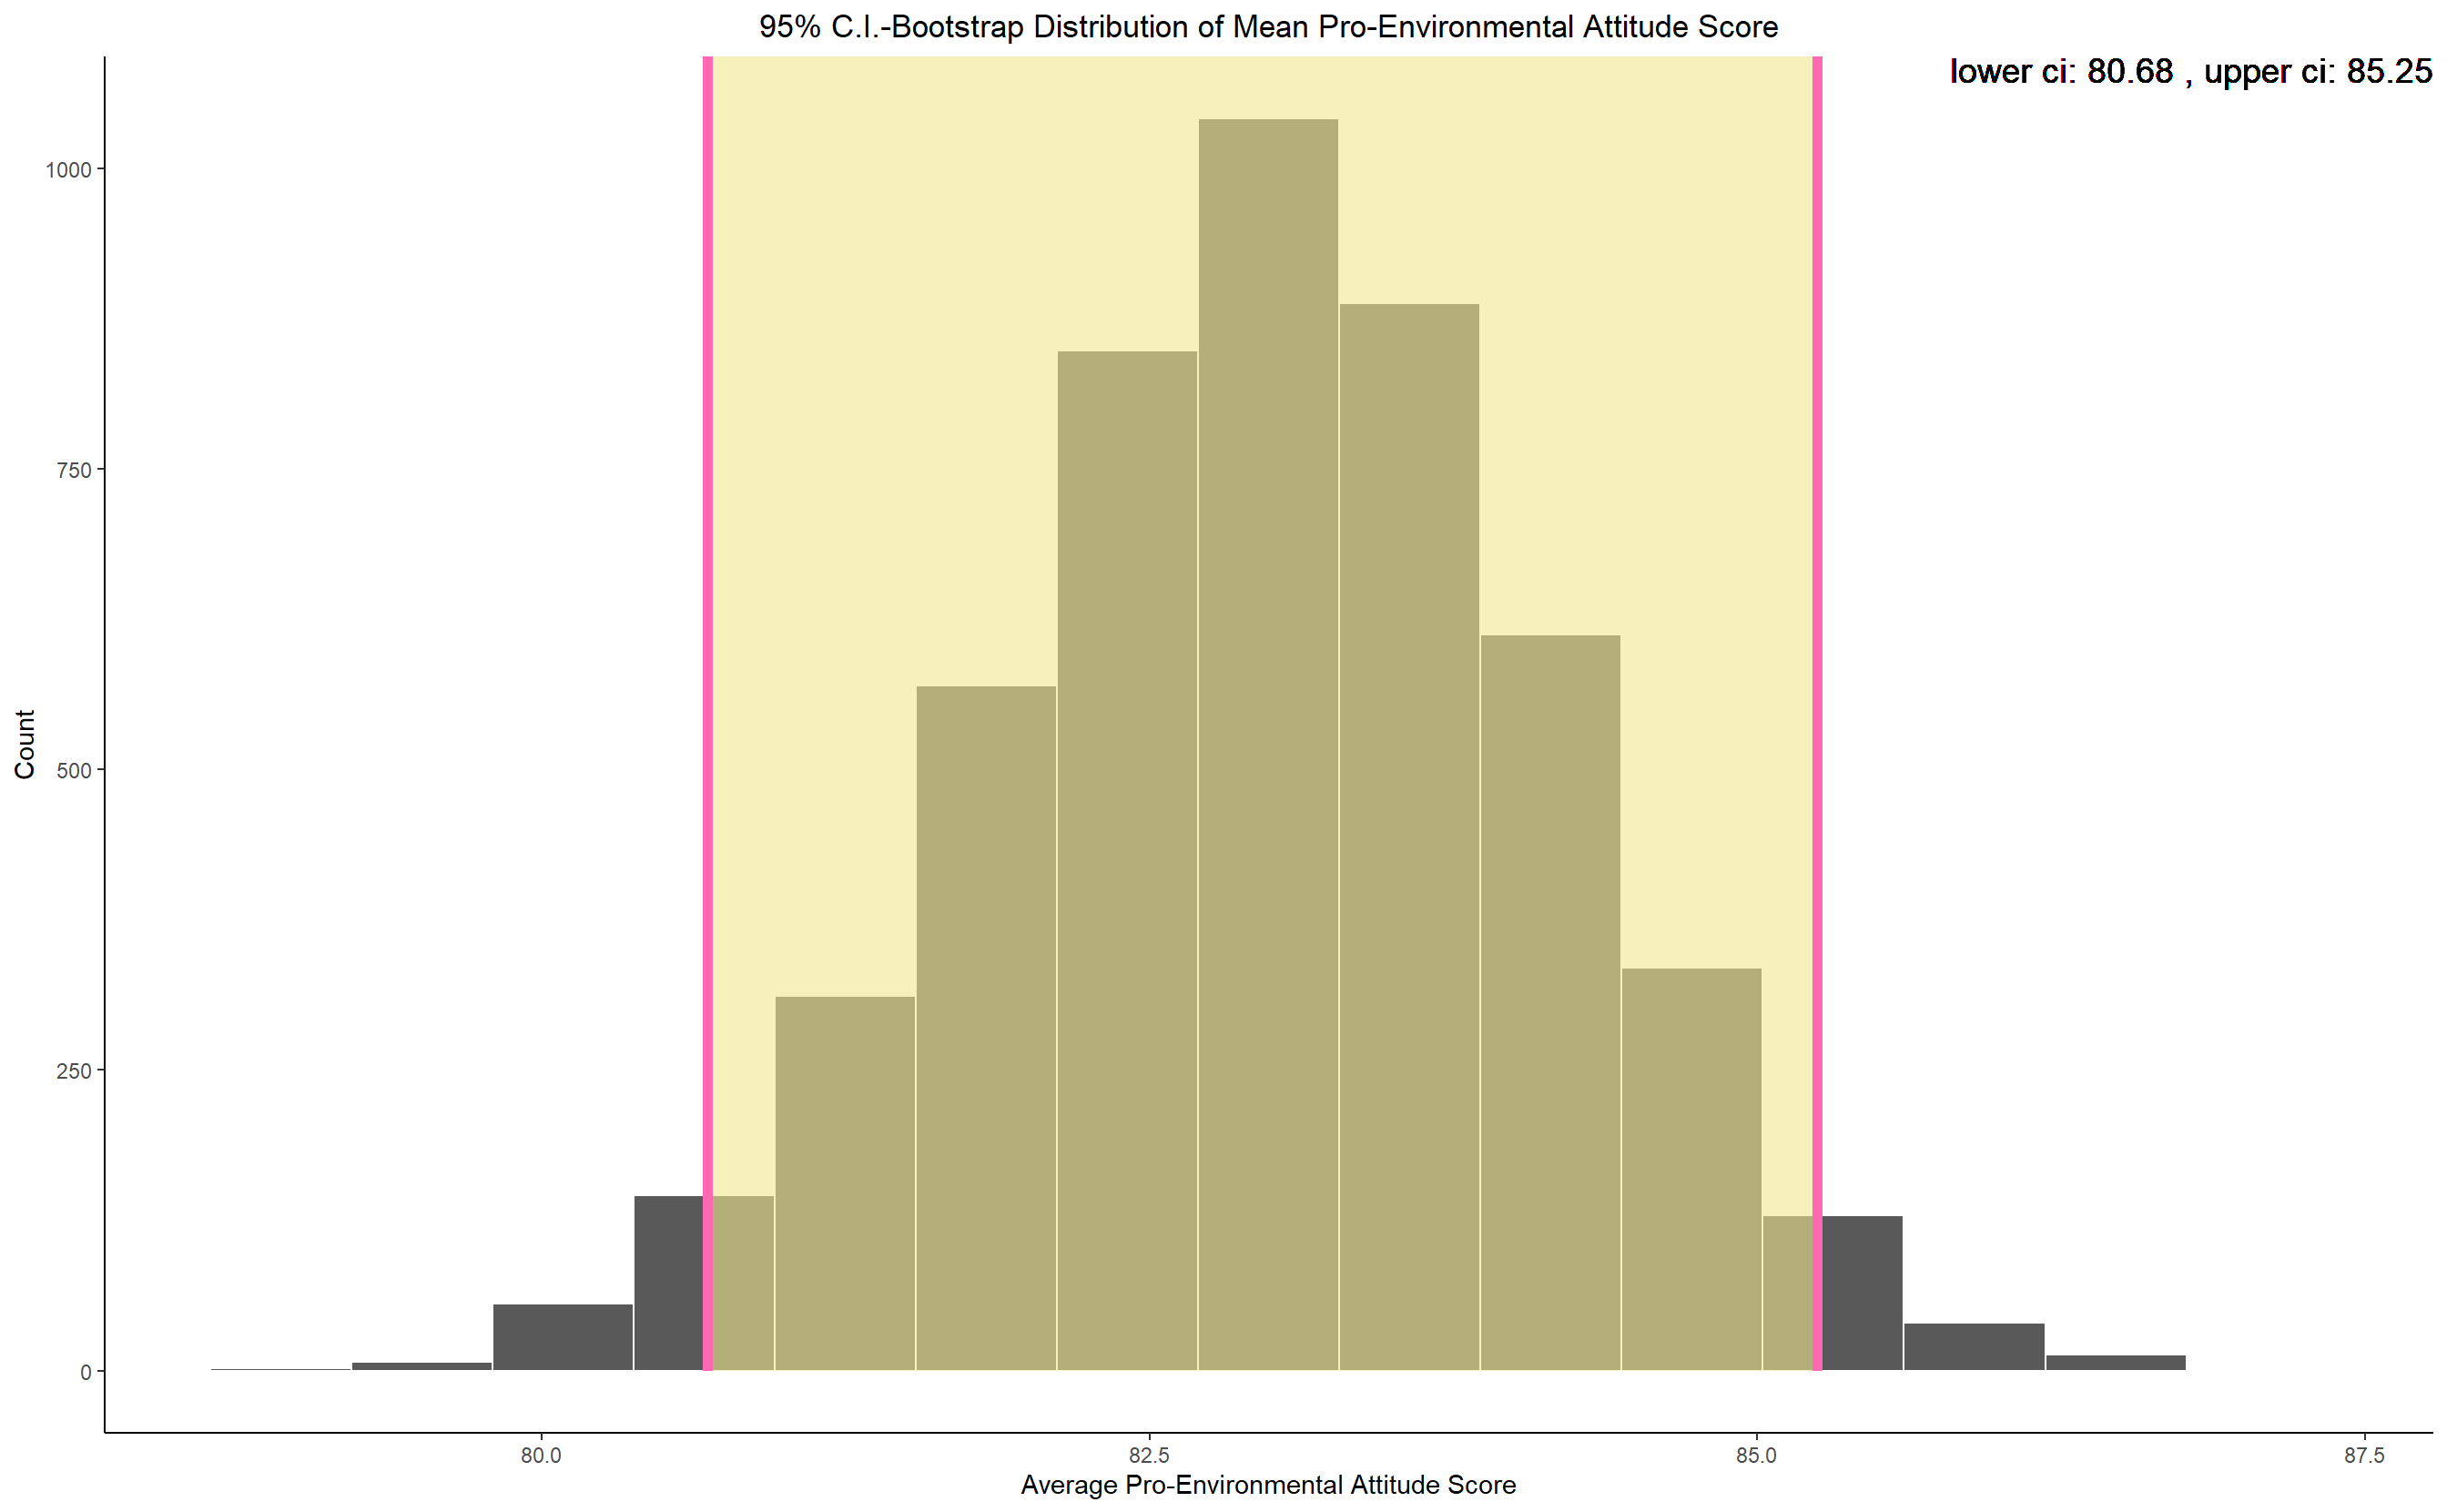 95% C.I.-Bootstrap Distribution of Mean Pro-Environmental Attitude Score
lower ci: 80.68 , upper ci: 85.25
1000
750
500
250
0
Count
80.0
82.5
85.0
87.5
Average Pro-Environmental Attitude Score